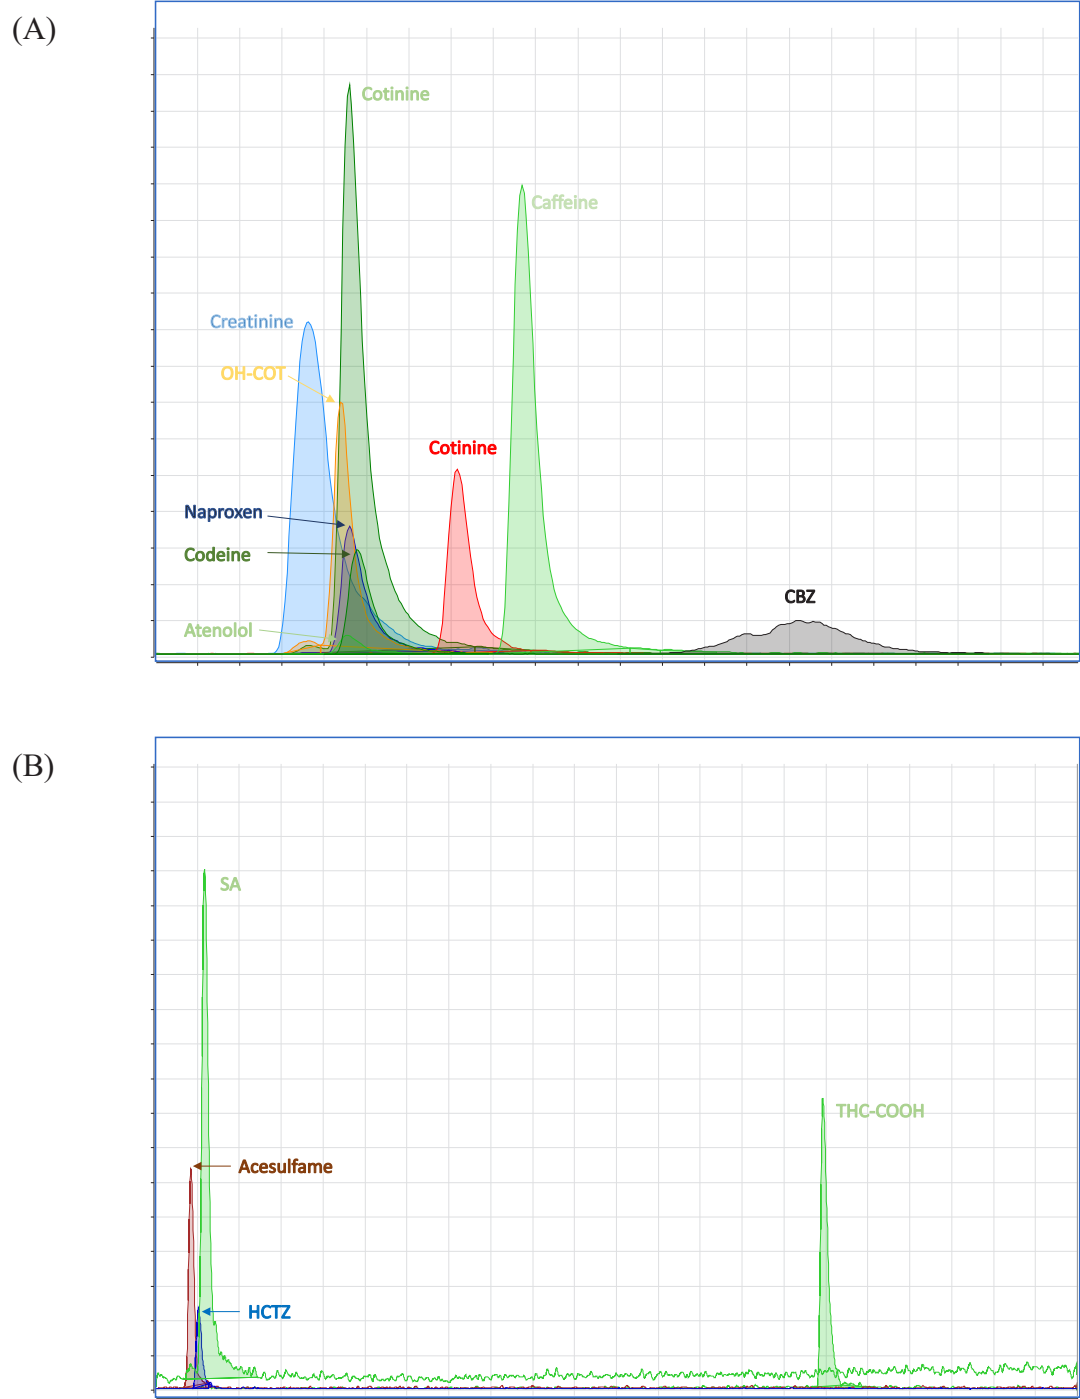 (A)
Cotinine
Caffeine
Creatinine
OH-COT
Cotinine
Naproxen
Codeine
CBZ
Atenolol
(B)
SA
THC-COOH
Acesulfame
HCTZ